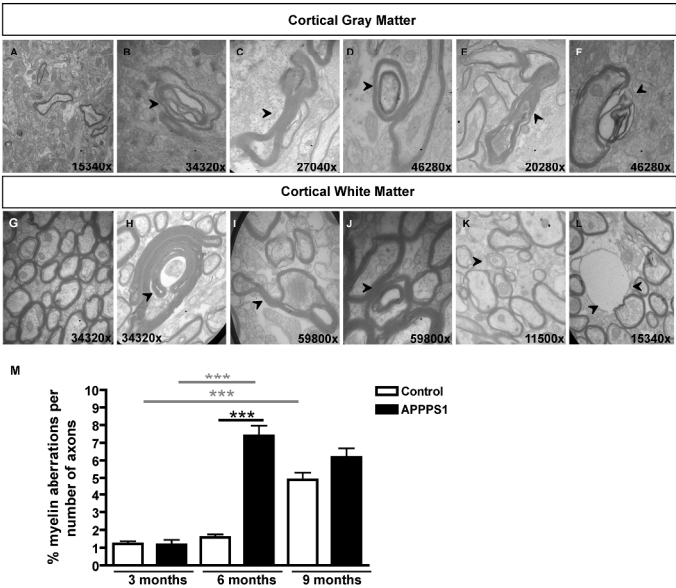 Cortical Gray Matter
A B C D E F
15340x 34320x 27040x 46280x 20280x 46280x
Cortical White Matter
G H I J K L
34320x 34320x 59800x 59800x 11500x 15340x
M
*** 
***
***
Control
APPPS1
% myelin aberrations per
number of axons
10
9
8
7
6
5
4
3
2
1
0
3 months 6 months 9 months